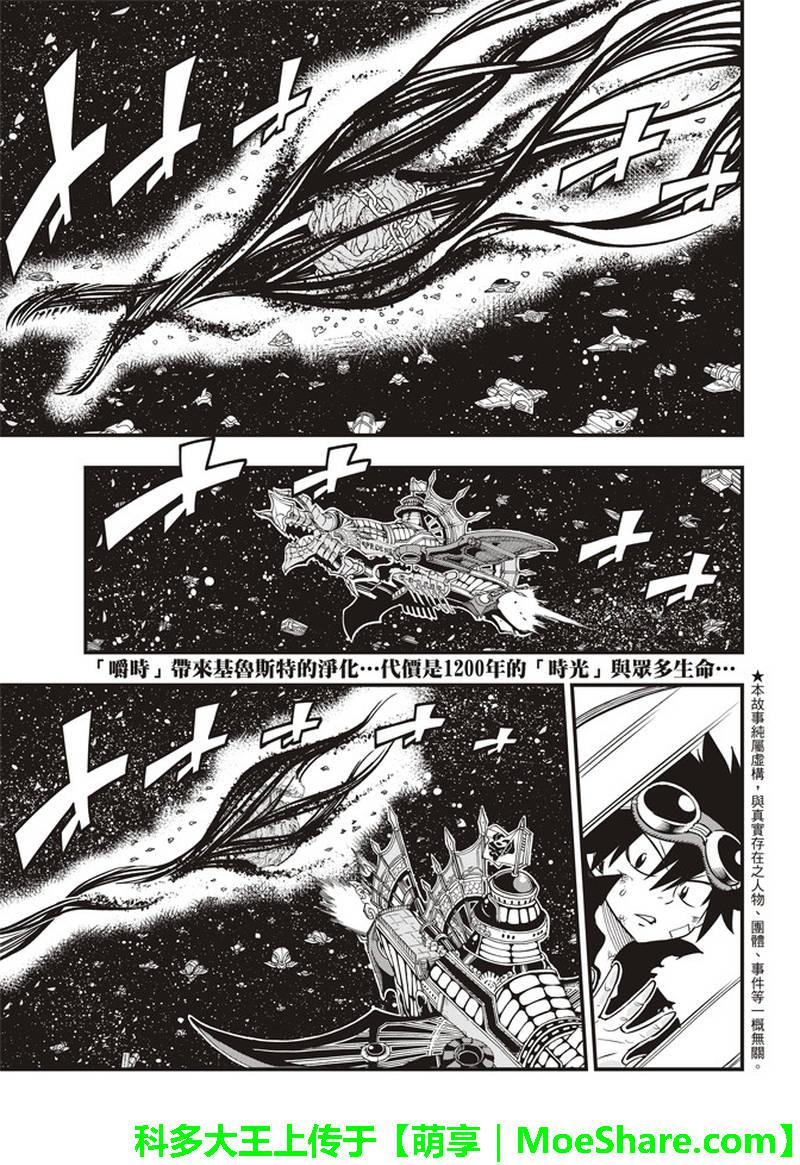 「嚼時」帶來基魯斯特的淨化…代價是1200年的「時光」與眾多生命…
★本故事純屬虛構，與真實存在之人物、團體、事件等一概無關。
科多大王上传于【萌享 | MoeShare.com】